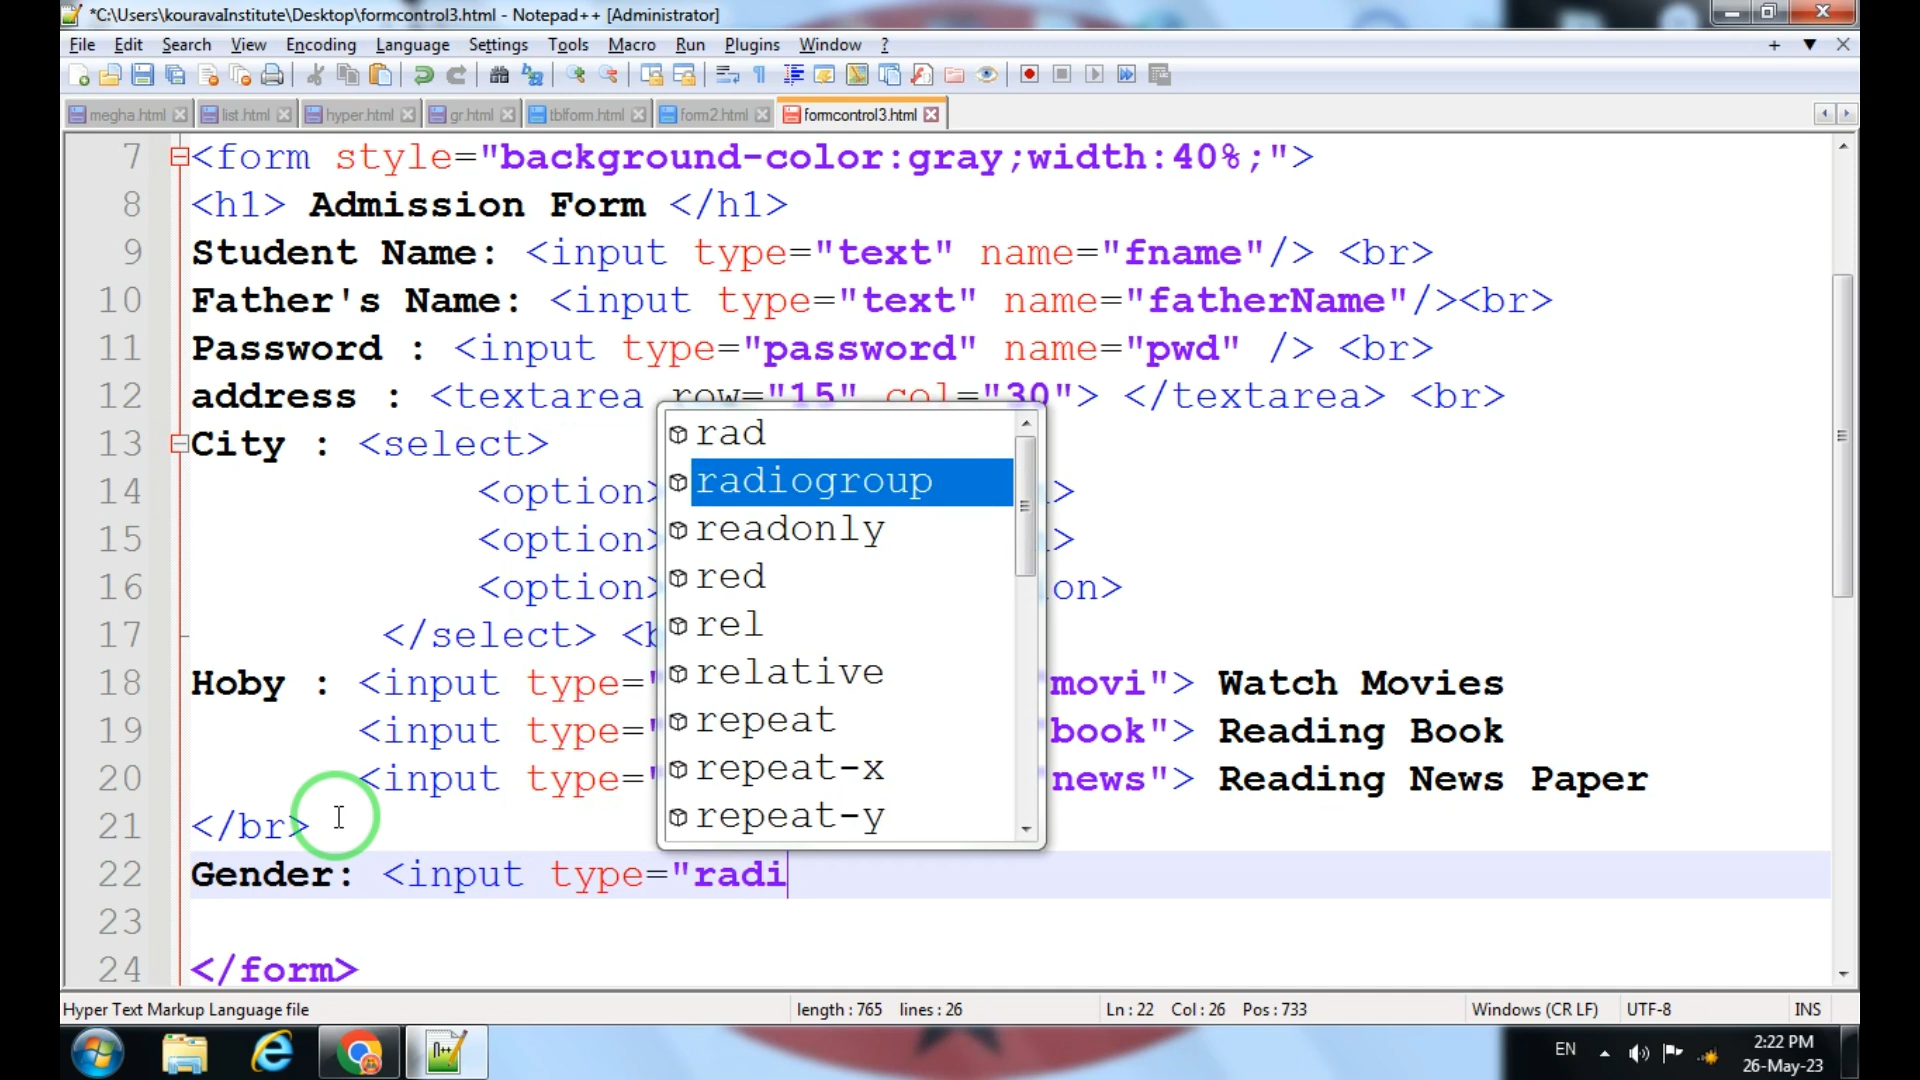 *C:\Users\kouravaInstitute\Desktop\formcontrol3.html - Notepad++ [Administrator]
File Edit Search View Encoding Language Settings Tools Macro Run Plugins Window ?
megha.html list.html hyper.html gr.html tblform.html form2.html formcontrol3.html
7 <form style="background-color:gray;width:40%;">
8 <h1> Admission Form </h1>
9 Student Name: <input type="text" name="fname"/> <br>
10 Father's Name: <input type="text" name="fatherName"/><br>
11 Password : <input type="password" name="pwd" /> <br>
12 address : <textarea row="15" col="30"> </textarea> <br>
13 City : <select>
14 <option> >
15 <option> >
16 <option> on>
17 </select> <b
18 Hoby : <input type=" movi"> Watch Movies
19 <input type=" book"> Reading Book
20 <input type=" news"> Reading News Paper
21 </br>
22 Gender: <input type="radi
23
24 </form>
rad
radiogroup
readonly
red
rel
relative
repeat
repeat-x
repeat-y
Hyper Text Markup Language file length : 765 lines : 26 Ln : 22 Col : 26 Pos : 733 Windows (CR LF) UTF-8 INS
EN 2:22 PM
26-May-23